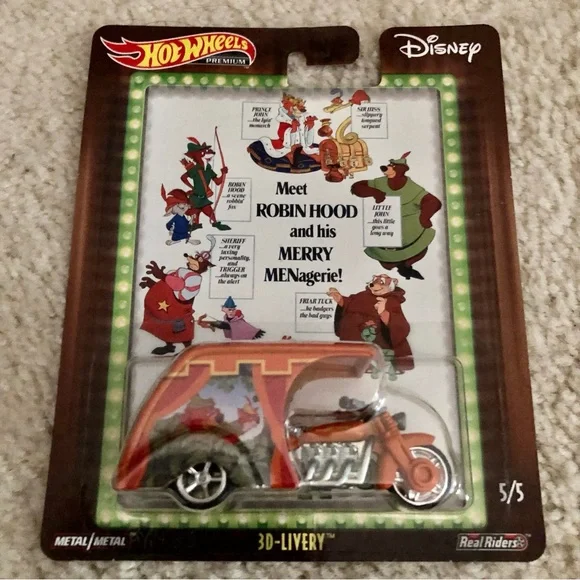 HOT WHEELS
PREMIUM
DISNEY
PRINCE
JOHN
...the lyin'
monarch
SIR HISS
...slippery
tongued
serpent
Meet
ROBIN HOOD
and his
MERRY
MENagerie!
ROBIN
HOOD
...a scene
robbin'
fox
LITTLE
JOHN
...this little
goes a
long way
SHERIFF
...a very
taxing
personality,
and
TRIGGER
...always on
the alert
FRIAR TUCK
...he badgers
the bad guys
5/5
METAL/METAL
3D-LIVERY™
Real Riders